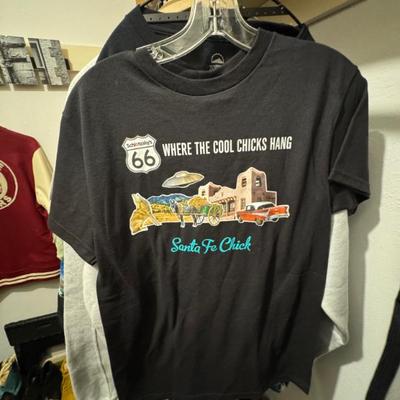 66
WHERE THE COOL CHICKS HANG
Santa Fe Chick